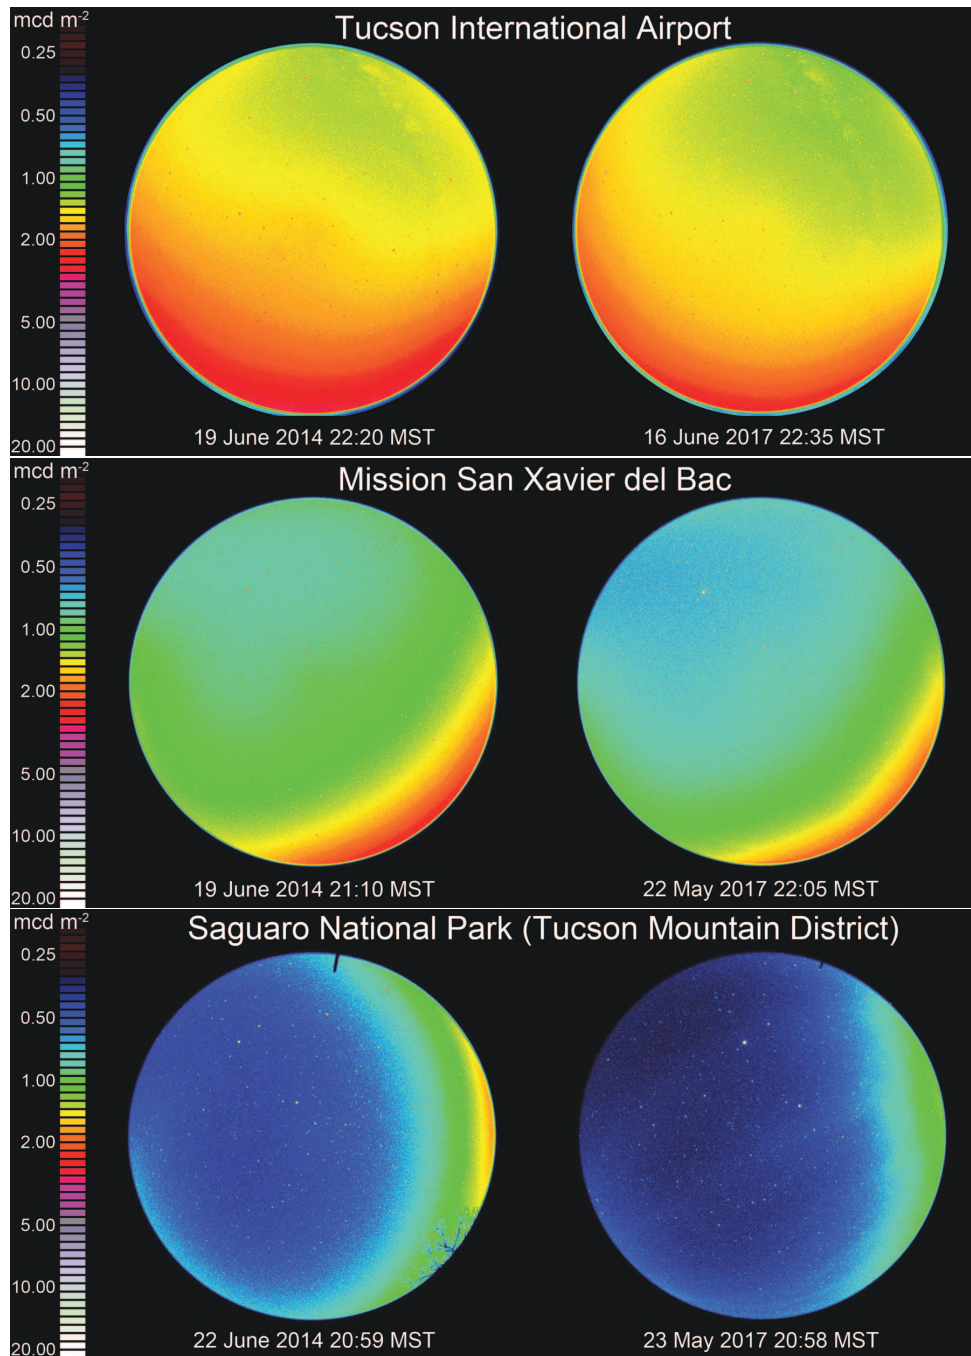 mcd m-2
Tucson International Airport
0.25
0.50
1.00
2.00
5.00
10.00
20.00
19 June 2014 22:20 MST
16 June 2017 22:35 MST
mcd m-2
Mission San Xavier del Bac
0.25
0.50
1.00
2.00
5.00
10.00
20.00
19 June 2014 21:10 MST
22 May 2017 22:05 MST
mcd m-2
Saguaro National Park (Tucson Mountain District)
0.25
0.50
1.00
2.00
5.00
10.00
20.00
22 June 2014 20:59 MST
23 May 2017 20:58 MST